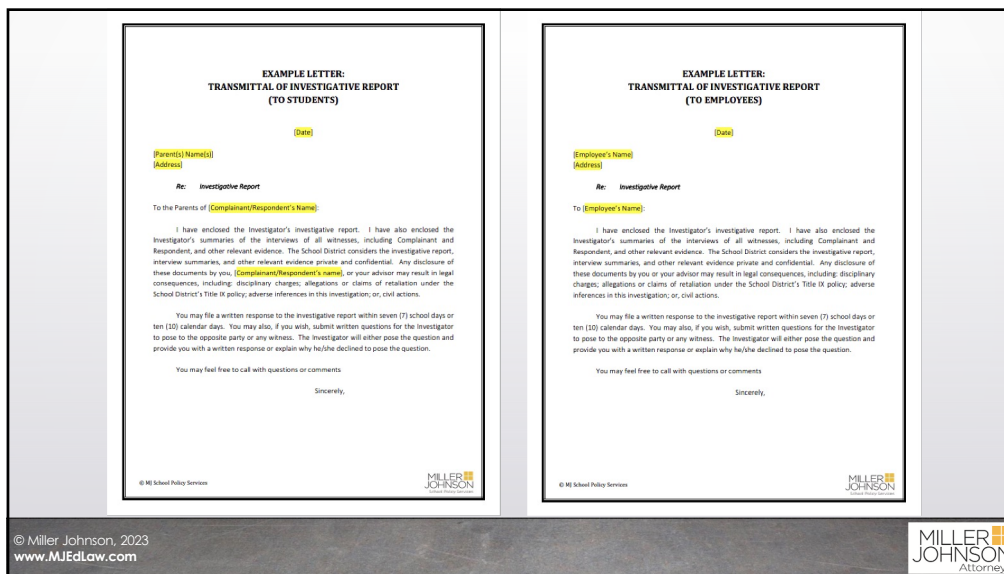 EXAMPLE LETTER:
TRANSMITTAL OF INVESTIGATIVE REPORT
(TO STUDENTS)
[Date]
[Parent(s) Name(s)]
[Address]
Re: Investigative Report
To the Parents of [Complainant/Respondent's Name]:
I have enclosed the Investigator's investigative report. I have also enclosed the
Investigator's summaries of the interviews of all witnesses, including Complainant and
Respondent, and other relevant evidence. The School District considers the investigative report,
interview summaries, and other relevant evidence private and confidential. Any disclosure of
these documents by you, [Complainant/Respondent's name], or your advisor may result in legal
consequences, including: disciplinary charges; allegations or claims of retaliation under the
School District's Title IX policy; adverse inferences in this investigation; or, civil actions.
You may file a written response to the investigative report within seven (7) school days or
ten (10) calendar days. You may also, if you wish, submit written questions for the Investigator
to pose to the opposite party or any witness. The Investigator will either pose the question and
provide you with a written response or explain why he/she declined to pose the question.
You may feel free to call with questions or comments
Sincerely,
© MJ School Policy Services
MILLER
JOHNSON
School Policy Services
EXAMPLE LETTER:
TRANSMITTAL OF INVESTIGATIVE REPORT
(TO EMPLOYEES)
[Date]
[Employee's Name]
[Address]
Re: Investigative Report
To [Employee's Name]:
I have enclosed the Investigator's investigative report. I have also enclosed the
Investigator's summaries of the interviews of all witnesses, including Complainant and
Respondent, and other relevant evidence. The School District considers the investigative report,
interview summaries, and other relevant evidence private and confidential. Any disclosure of
these documents by you or your advisor may result in legal consequences, including: disciplinary
charges; allegations or claims of retaliation under the School District's Title IX policy; adverse
inferences in this investigation; or, civil actions.
You may file a written response to the investigative report within seven (7) school days or
ten (10) calendar days. You may also, if you wish, submit written questions for the Investigator
to pose to the opposite party or any witness. The Investigator will either pose the question and
provide you with a written response or explain why he/she declined to pose the question.
You may feel free to call with questions or comments
Sincerely,
© MJ School Policy Services
MILLER
JOHNSON
School Policy Services
© Miller Johnson, 2023
www.MJEdLaw.com
MILLER
JOHNSON
Attorney